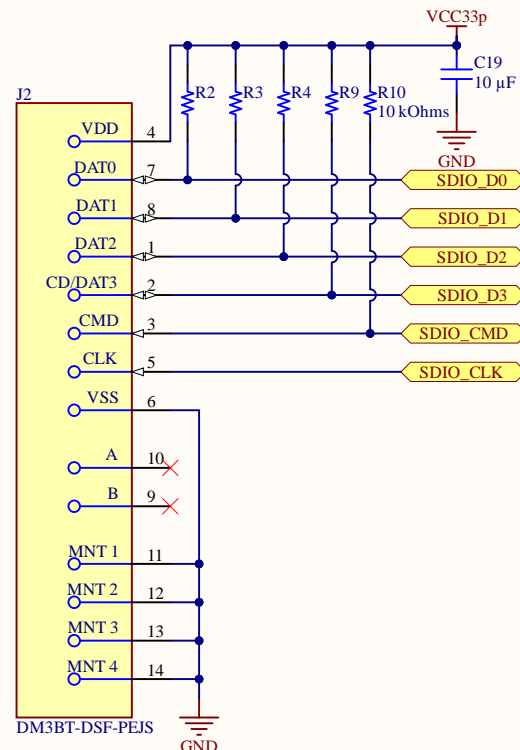 VCC33p
C19
10 µF
GND
R2
R3
R4
R9
R10
10 kOhms
J2
VDD
4
DAT0
7
SDIO_D0
DAT1
8
SDIO_D1
DAT2
1
SDIO_D2
CD/DAT3
2
SDIO_D3
CMD
3
SDIO_CMD
CLK
5
SDIO_CLK
VSS
6
A
10
B
9
MNT 1
11
MNT 2
12
MNT 3
13
MNT 4
14
DM3BT-DSF-PEJS
GND